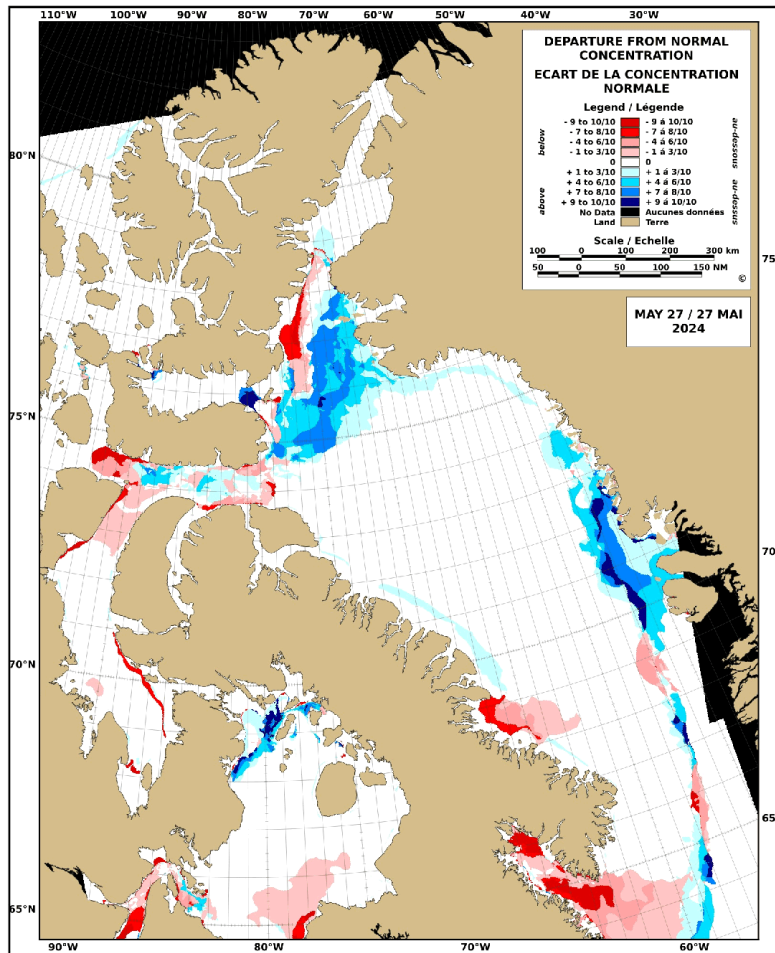 110°W 100°W 90°W 80°W 70°W 60°W 30°W
DEPARTURE FROM NORMAL
CONCENTRATION
ECART DE LA CONCENTRATION
NORMALE
Legend / Légende
below
- 9 to 10/10 - 9 á 10/10
- 7 to 8/10 - 7 á 8/10
- 4 to 6/10 - 4 á 6/10
- 1 to 3/10 - 1 á 3/10
au-dessous
0 0
above
+ 1 to 3/10 + 1 á 3/10
+ 4 to 6/10 + 4 á 6/10
+ 7 to 8/10 + 7 á 8/10
+ 9 to 10/10 + 9 á 10/10
au-dessus
No Data Aucunes données
Land Terre
Scale / Echelle
100 0 100 200 300 km
50 0 50 100 150 NM
©
MAY 27 / 27 MAI
2024
80°N
75
75°N
70
70°N
65
65°N
90°W 80°W 70°W 60°W